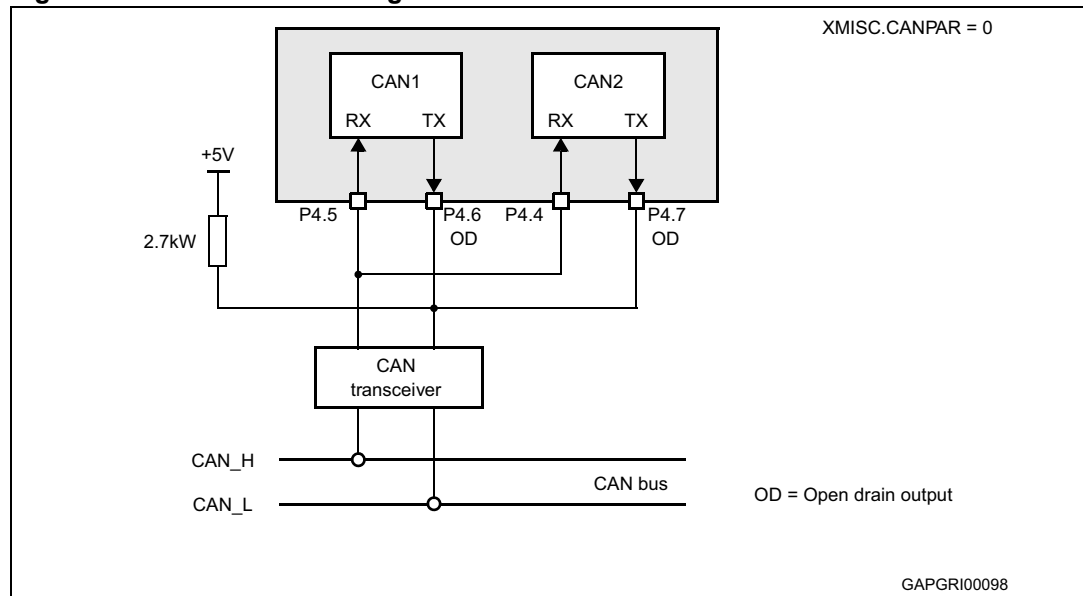 XMISC.CANPAR = 0
CAN1
CAN2
RX TX
RX TX
+5V
P4.5
P4.6
OD
P4.4
P4.7
OD
2.7kW
CAN
transceiver
CAN_H
CAN bus
CAN_L
OD = Open drain output
GAPGRI00098